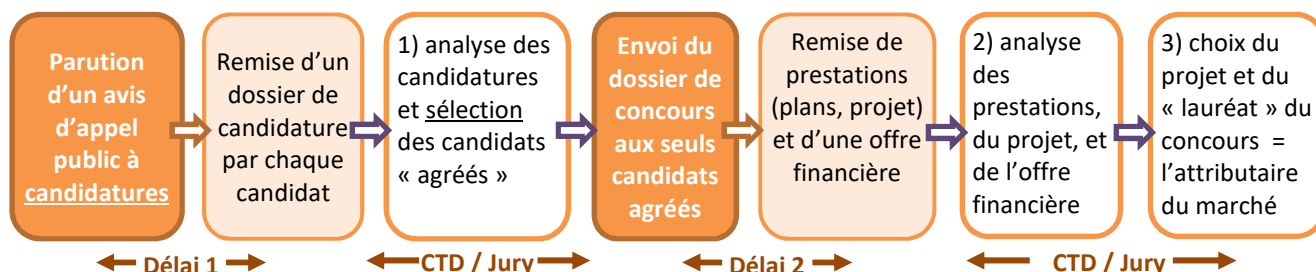 Parution
d’un avis
d’appel
public à
candidatures
Remise d’un
dossier de
candidature
par chaque
candidat
1) analyse des
candidatures
et sélection
des candidats
« agréés »
Envoi du
dossier de
concours
aux seuls
candidats
agréés
Remise de
prestations
(plans, projet)
et d’une offre
financière
2) analyse
des
prestations,
du projet, et
de l’offre
financière
3) choix du
projet et du
« lauréat » du
concours =
l’attributaire
du marché
Délai 1
CTD / Jury
Délai 2
CTD / Jury